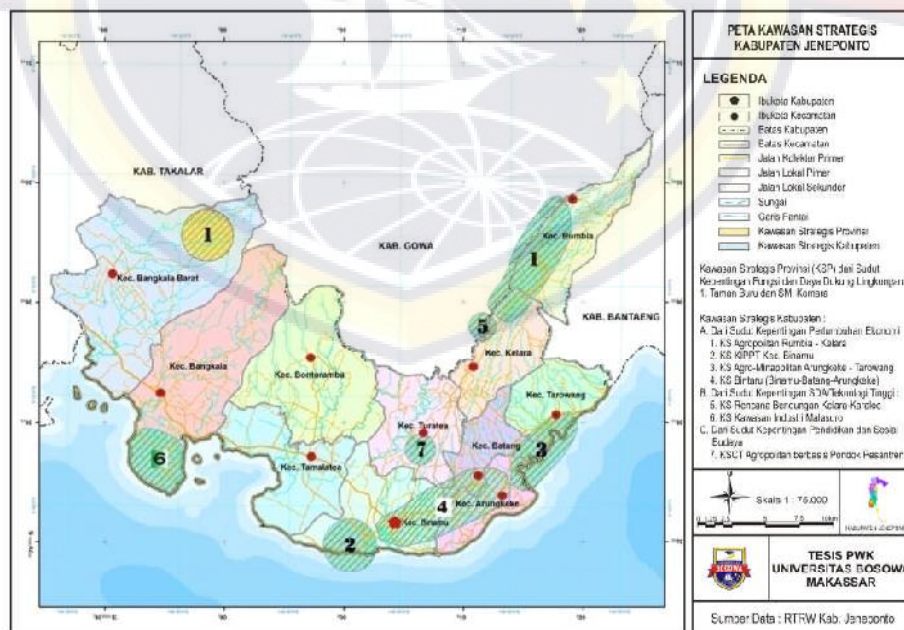 PETA KAWASAN STRATEGIS
KABUPATEN JENEPONTO
LEGENDA
Ibukota Kabupaten
Ibukota Kecamatan
Batas Kabupaten
Batas Kecamatan
Jalan Kolektor Primer
Jalan Lokal Pimer
Jalan Lokal Sekunder
Sungai
Garis Pantai
Kawasan Strategis Provinsi
Kawasan Strategis Kabupaten
Kawasan Strategis Provinsi (KSP) dari Sudut
Kepentingan Fungsi dan Daya Dukung Lingkungan
1. Taman Buru dan SM. Komara
Kawasan Strategis Kabupaten :
A. Dari Sudut Kepentingan Pertumbuhan Ekonomi
1. KS Agropolitan Rumbia - Kelara
2. KS KIPPT Kec. Binamu
3. KS Agro-Minapolitan Arungkeke - Tarowang
4. KS Bintaru (Binamu-Batang-Arungkeke)
B. Dari Sudut Kepentingan SDA/Teknologi Tinggi :
5. KS Rencana Bendungan Kelara-Karaloe
6. KS Kawasan Industri
C. Dari Sudut Kepentingan Pendidikan dan Sosial
Budaya
7. KSCT Agropolitan berbasis Pondok Pesantren
Skala 1 : 75.000
TESIS PWK
UNIVERSITAS BOSOWA
MAKASSAR
BOSOWA
Sumber Data : RTRW Kab. Jeneponto
KAB. TAKALAR
KAB. GOWA
KAB. BANTAENG
1
Kec. Bangkala Barat
Kec. Rumbia
1
5
Kec. Kelara
Kec. Bangkala
Kec. Bontoramba
Kec. Tarowang
Kec. Turatea
7
Kec. Batang
3
6
Kec. Tamalatea
Kec. Arungkeke
4
Kec. Binamu
2